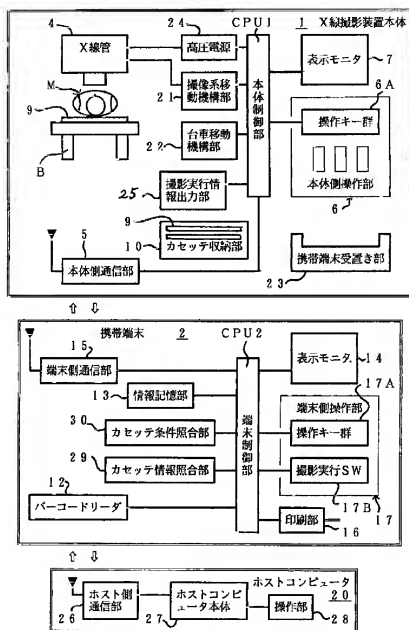 4
24
CPU1
1 X線撮影装置本体
X線管
高圧電源
表示モニタ
7
M
9
21
撮像系移動機構部
本体制御部
6A
操作キー群
22
台車移動機構部
B
本体側操作部
6
25
撮影実行情報出力部
9
10
カセッテ収納部
5
本体側通信部
携帯端末受置き部
23
⇧ ⇩
携帯端末 2
CPU2
15
端末側通信部
表示モニタ
14
13
情報記憶部
17A
30
カセッテ条件照合部
端末制御部
端末側操作部
操作キー群
29
カセッテ情報照合部
撮影実行SW
12
バーコードリーダ
17B
17
印刷部
16
⇧ ⇩
ホストコンピュータ
20
ホスト側通信部
ホストコンピュータ本体
操作部
26
27
28